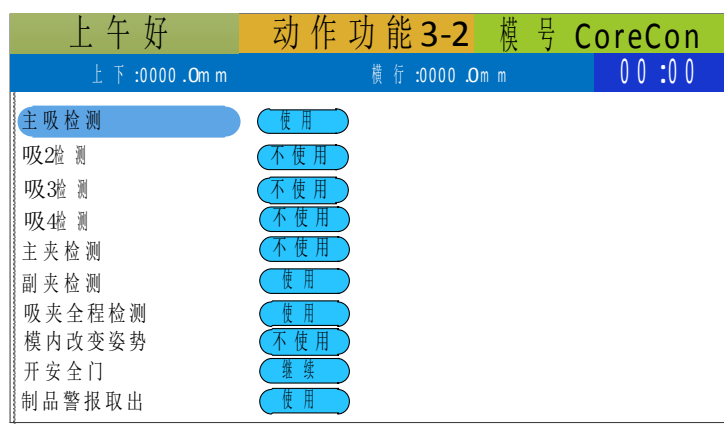 上午好 动作功能3-2 模号 CoreCon
上下:0000.0mm 横行:0000.0mm 00:00
主吸检测 使用
吸2检测 不使用
吸3检测 不使用
吸4检测 不使用
主夹检测 不使用
副夹检测 使用
吸夹全程检测 使用
模内改变姿势 不使用
开安全门 继续
制品警报取出 使用